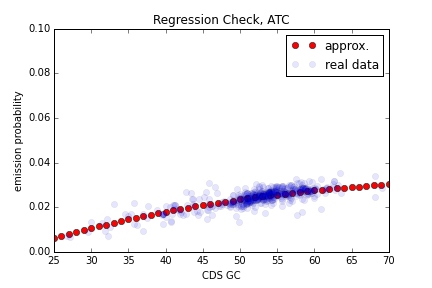 Regression Check, ATC
0.10
approx.
real data
0.08
0.06
emission probability
0.04
0.02
0.00
25 30 35 40 45 50 55 60 65 70
CDS GC